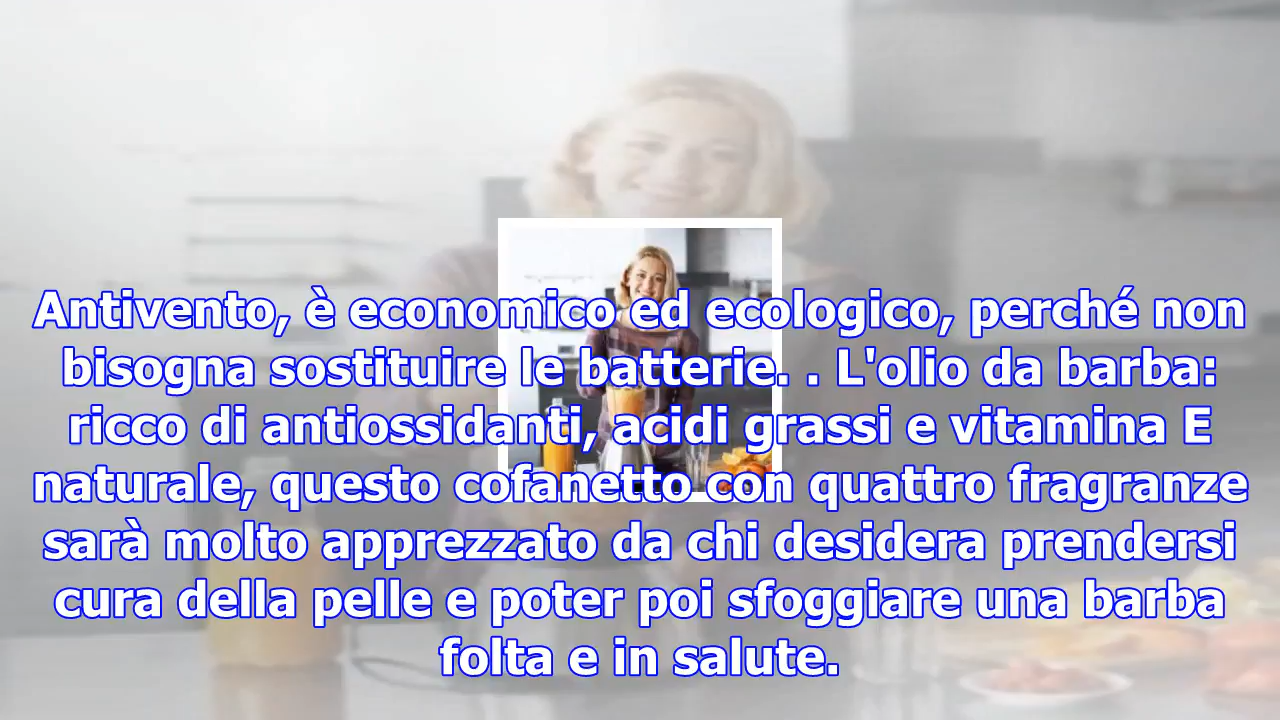 Antivento, è economico ed ecologico, perché non
bisogna sostituire le batterie. . L'olio da barba:
ricco di antiossidanti, acidi grassi e vitamina E
naturale, questo cofanetto con quattro fragranze
sarà molto apprezzato da chi desidera prendersi
cura della pelle e poter poi sfoggiare una barba
folta e in salute.